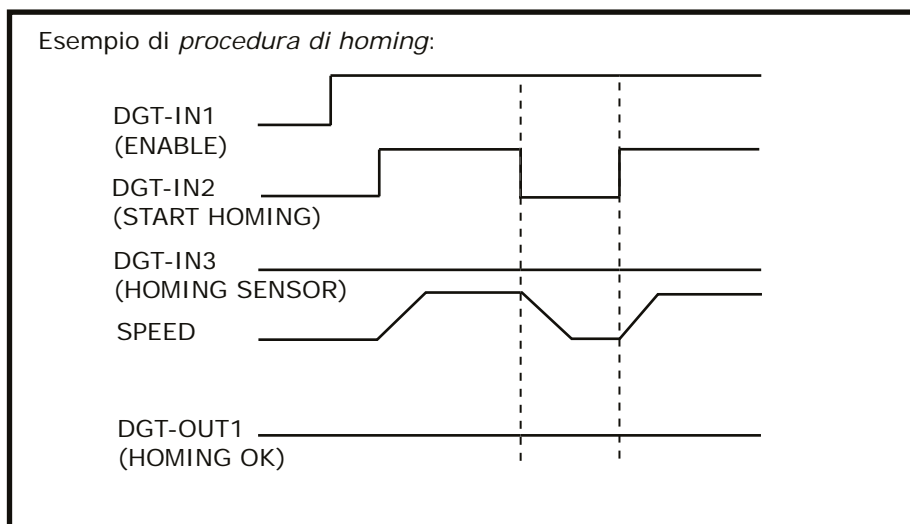 Esempio di procedura di homing:
DGT-IN1
(ENABLE)
DGT-IN2
(START HOMING)
DGT-IN3
(HOMING SENSOR)
SPEED
DGT-OUT1
(HOMING OK)